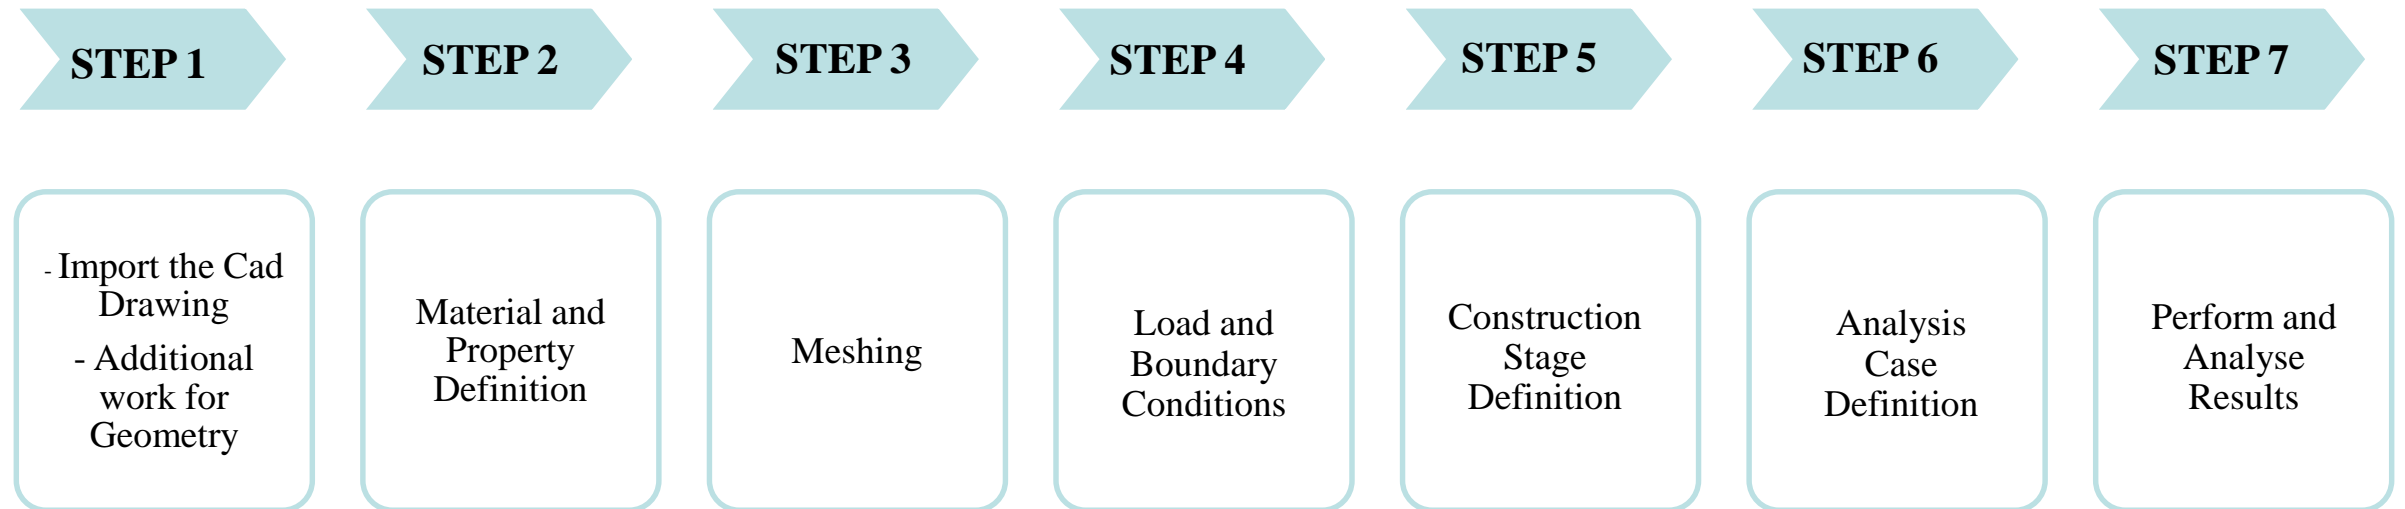 STEP 1
STEP 2
STEP 3
STEP 4
STEP 5
STEP 6
STEP 7
- Import the Cad
Drawing
- Additional
work for
Geometry
Material and
Property
Definition
Meshing
Load and
Boundary
Conditions
Construction
Stage
Definition
Analysis
Case
Definition
Perform and
Analyse
Results